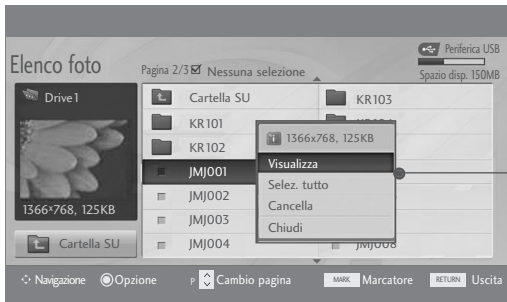 Periferica USB
Elenco foto
Pagina 2/3 Nessuna selezione
Spazio disp. 150MB
Drive1
1366x768, 125KB
Cartella SU
Cartella SU
KR101
KR102
JMJ001
JMJ002
JMJ003
JMJ004
KR103
JMJ008
1366x768, 125KB
Visualizza
Selez. tutto
Cancella
Chiudi
Navigazione Opzione P Cambio pagina MARK Marcatore RETURN Uscita